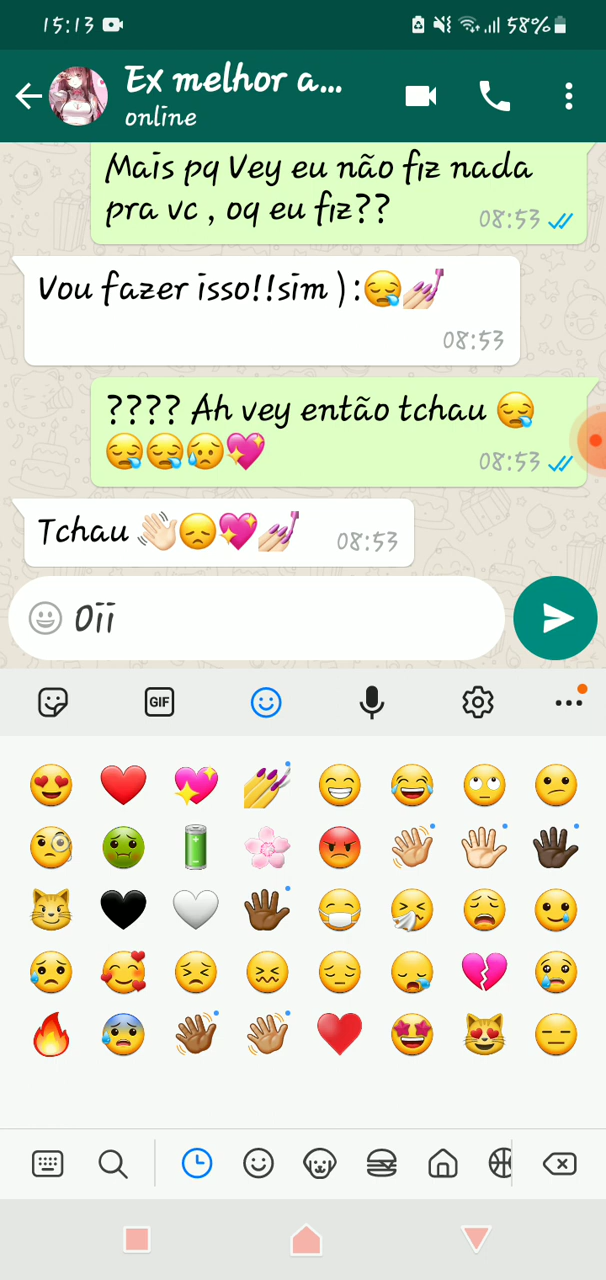 15:13 58%
Ex melhor a...
online
Mais pq Vey eu não fiz nada
pra vc , oq eu fiz??
08:53
Vou fazer isso!!sim ):😪💅🏻
08:53
???? Ah vey então tchau 😪
😪😪😥💖
08:53
Tchau 👋🏻😞💖💅🏻 08:53
Oii
GIF